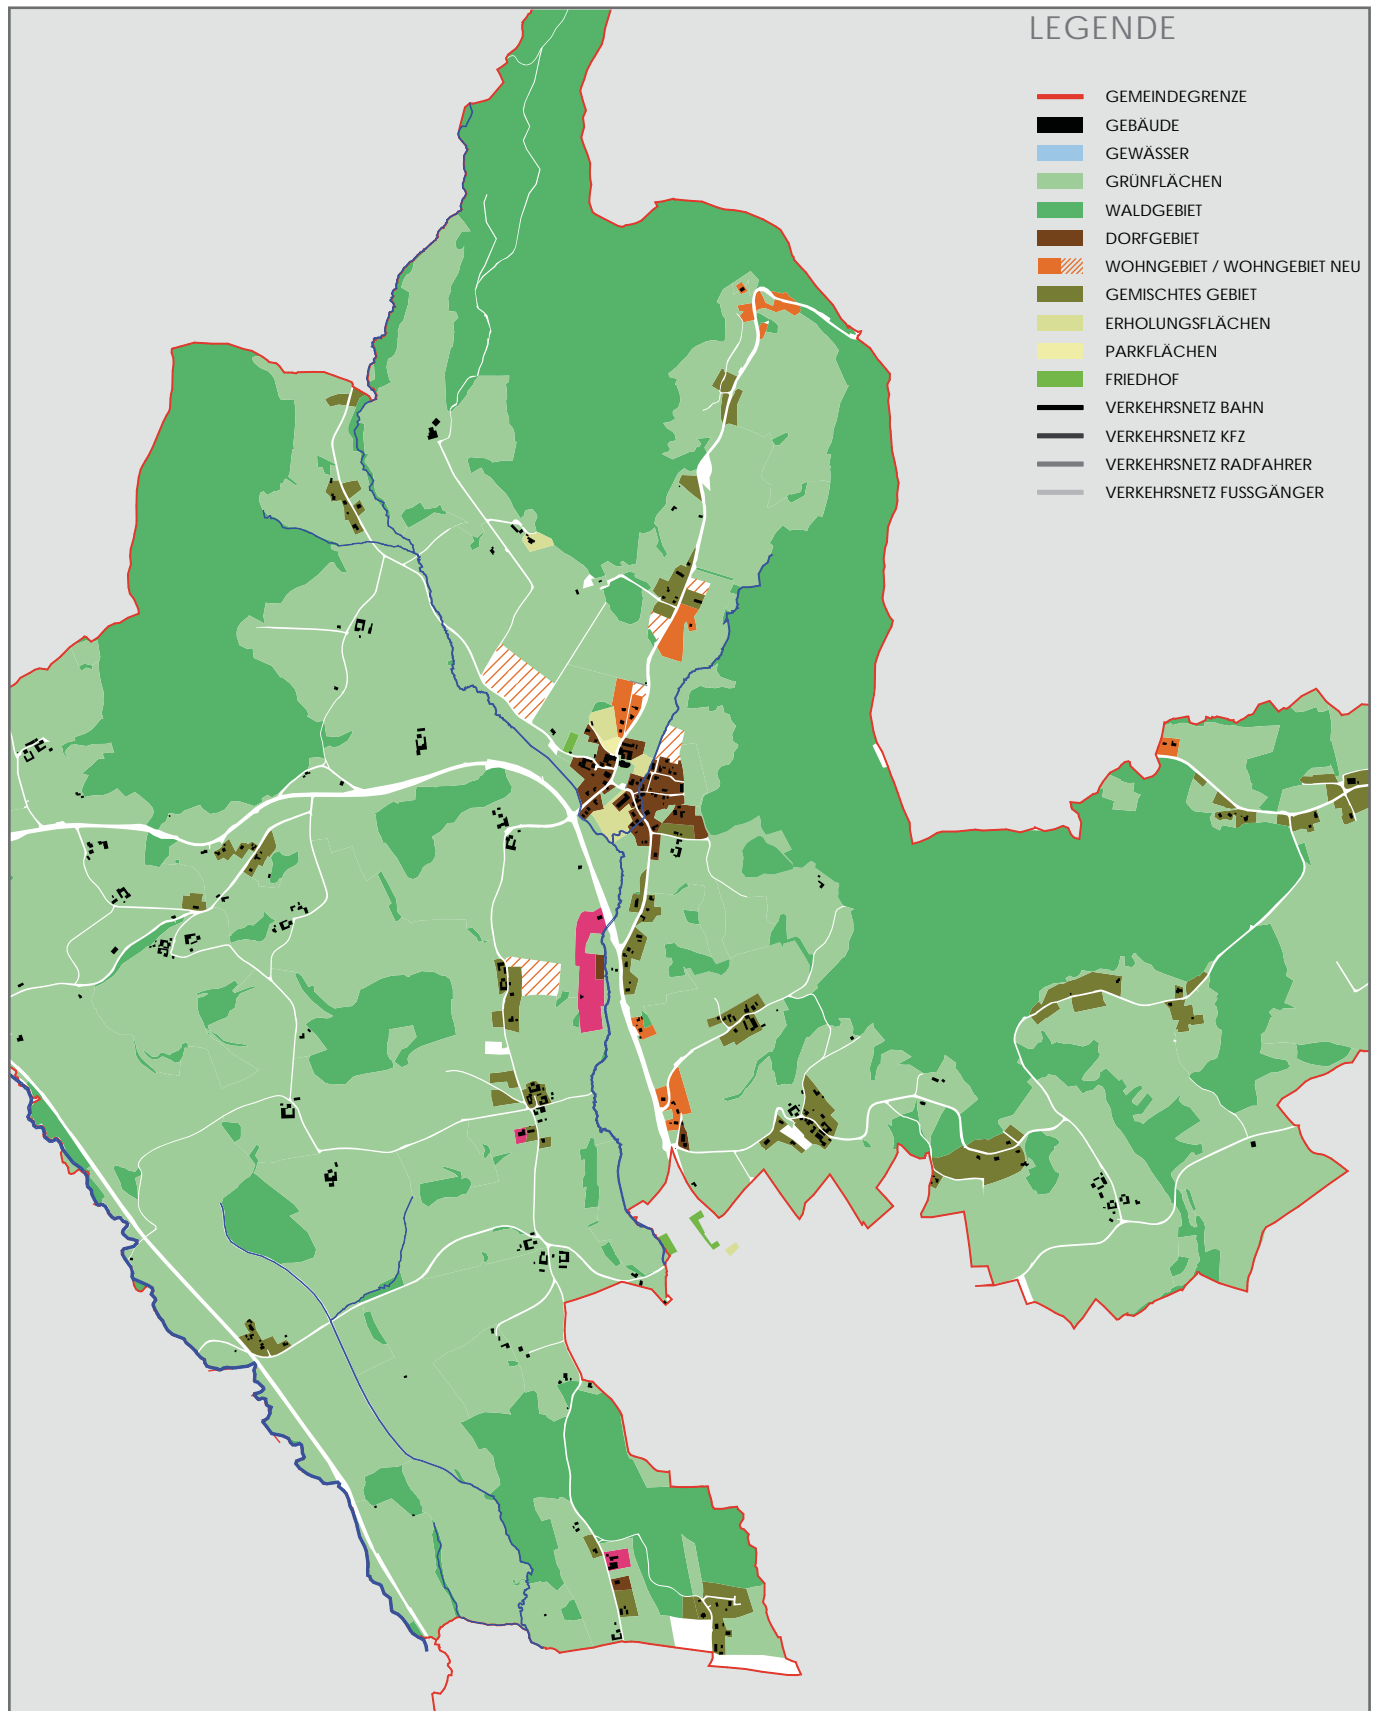 LEGENDE
GEMEINDEGRENZE
GEBÄUDE
GEWÄSSER
GRÜNFLÄCHEN
WALDGEBIET
DORFGEBIET
WOHNGEBIET / WOHNGEBIET NEU
GEMISCHTES GEBIET
ERHOLUNGSFLÄCHEN
PARKFLÄCHEN
FRIEDHOF
VERKEHRSNETZ BAHN
VERKEHRSNETZ KFZ
VERKEHRSNETZ RADFAHRER
VERKEHRSNETZ FUSSGÄNGER